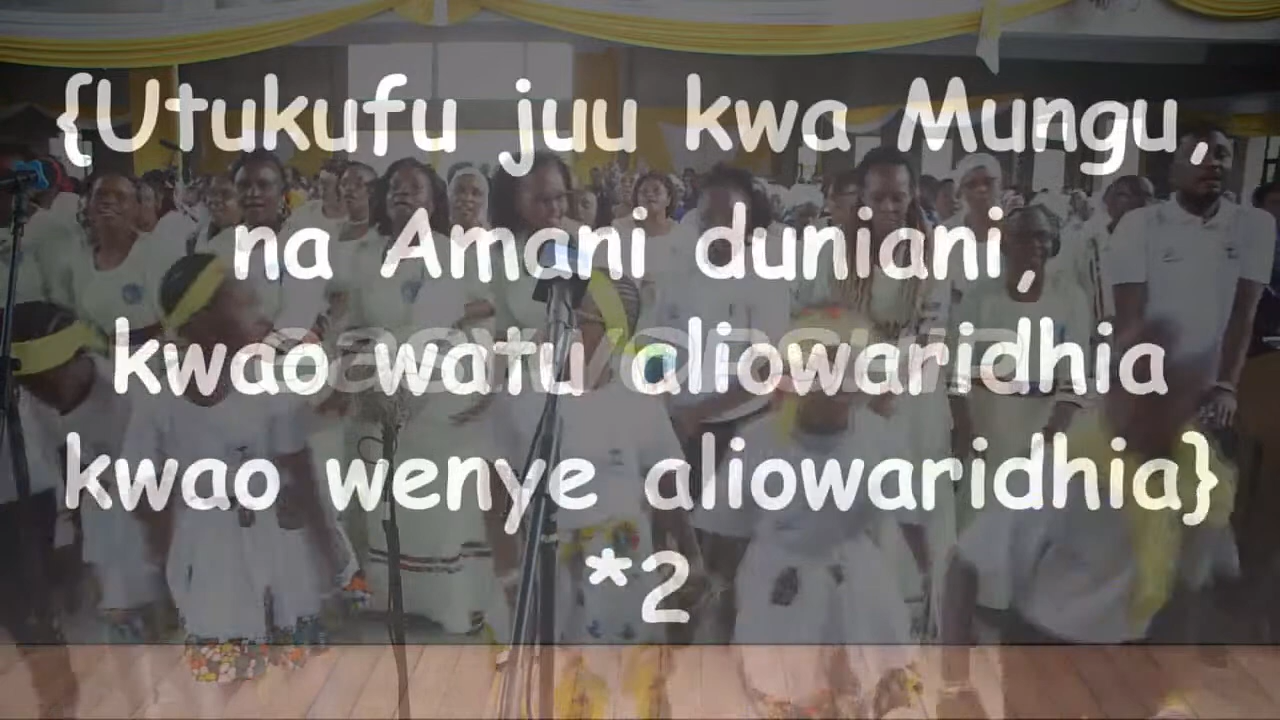 {Utukufu juu kwa Mungu,
na Amani duniani,
kwao watu aliowaridhia
kwao wenye aliowaridhia}
*2